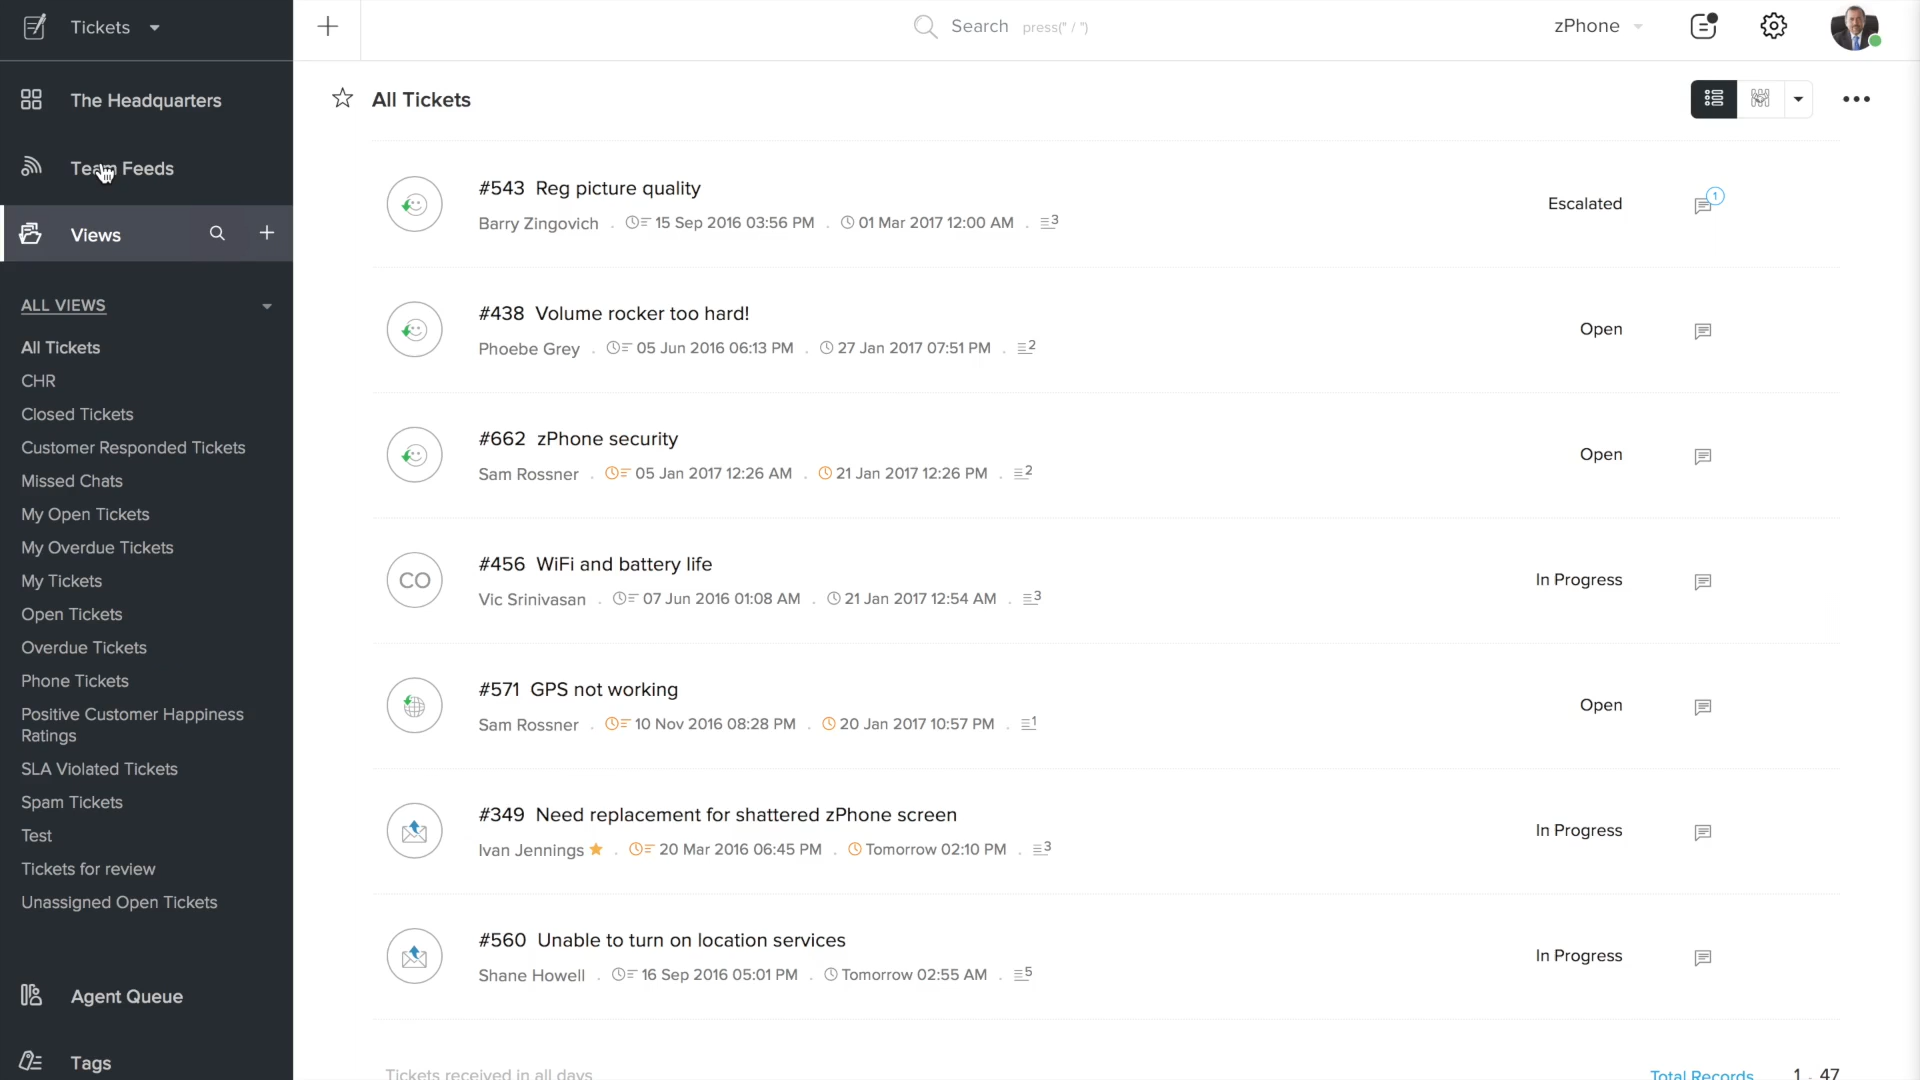 Tickets
Search press(" / ")
zPhone
The Headquarters
Team Feeds
Views
ALL VIEWS
All Tickets
CHR
Closed Tickets
Customer Responded Tickets
Missed Chats
My Open Tickets
My Overdue Tickets
My Tickets
Open Tickets
Overdue Tickets
Phone Tickets
Positive Customer Happiness
Ratings
SLA Violated Tickets
Spam Tickets
Test
Tickets for review
Unassigned Open Tickets
Agent Queue
Tags
All Tickets
#543 Reg picture quality
Barry Zingovich . 15 Sep 2016 03:56 PM . 01 Mar 2017 12:00 AM . 3
Escalated
1
#438 Volume rocker too hard!
Phoebe Grey . 05 Jun 2016 06:13 PM . 27 Jan 2017 07:51 PM . 2
Open
#662 zPhone security
Sam Rossner . 05 Jan 2017 12:26 AM . 21 Jan 2017 12:26 PM . 2
Open
CO
#456 WiFi and battery life
Vic Srinivasan . 07 Jun 2016 01:08 AM . 21 Jan 2017 12:54 AM . 3
In Progress
#571 GPS not working
Sam Rossner . 10 Nov 2016 08:28 PM . 20 Jan 2017 10:57 PM . 1
Open
#349 Need replacement for shattered zPhone screen
Ivan Jennings . 20 Mar 2016 06:45 PM . Tomorrow 02:10 PM . 3
In Progress
#560 Unable to turn on location services
Shane Howell . 16 Sep 2016 05:01 PM . Tomorrow 02:55 AM . 5
In Progress
Tickets received in all days
Total Records 1 - 47